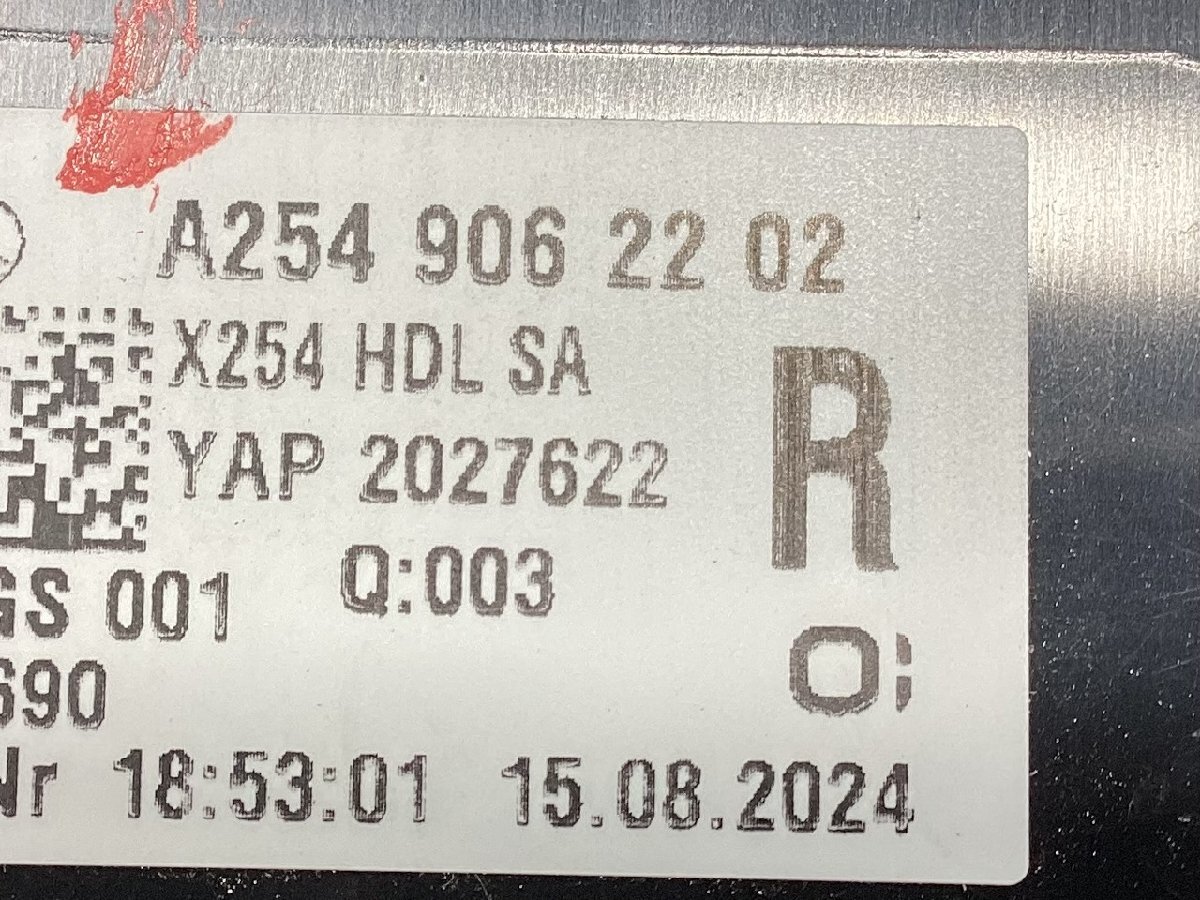 A254 906 22 02
X254 HDL SA
YAP 2027622
R
GS 001 Q:003
690
O
Nr 18:53:01 15.08.2024